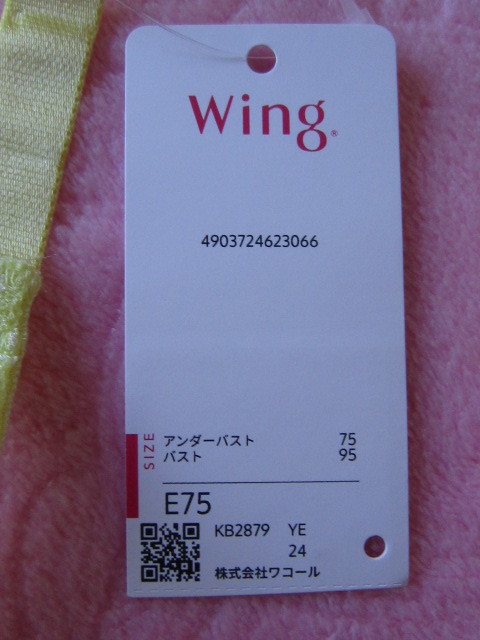 Wing®
4903724623066
SIZE
アンダーバスト 75
バスト 95
E75
KB2879 YE
24
株式会社ワコール